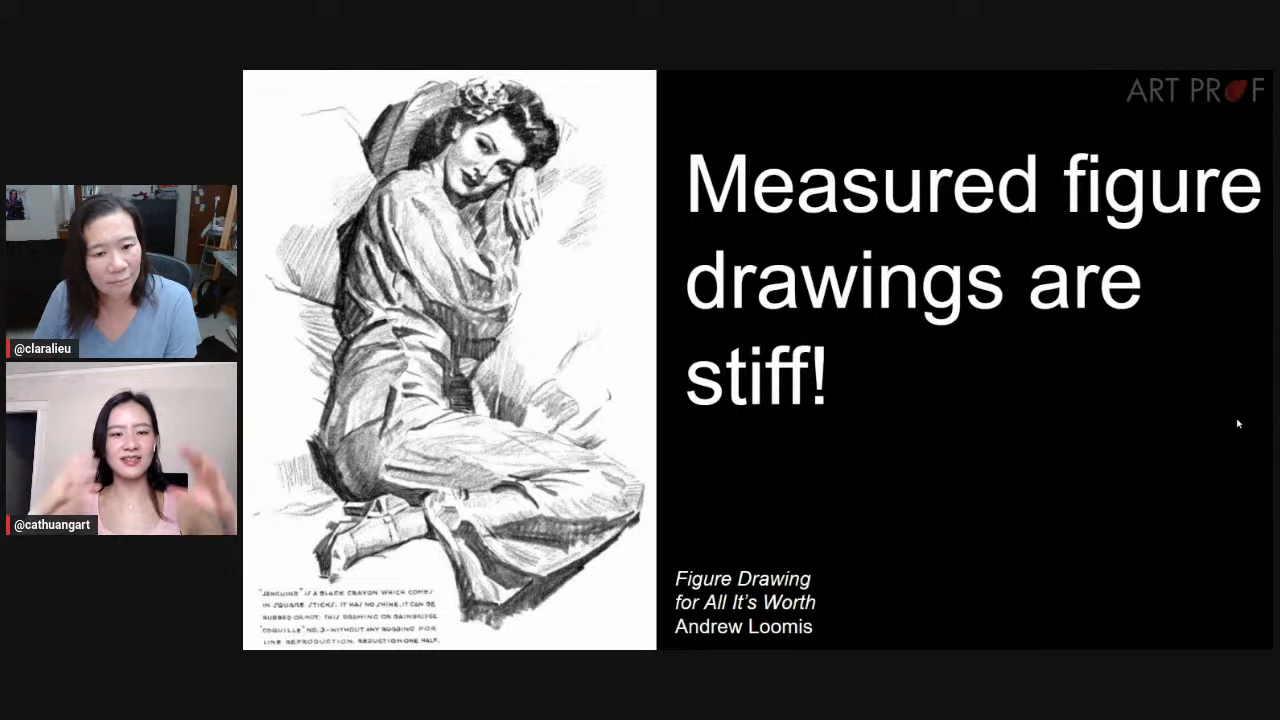 ART PROF
Measured figure
drawings are
stiff!
@claralieu
@cathuangart
Figure Drawing
for All It's Worth
Andrew Loomis
"SANGUINE" IS A BLACK CRAYON WHICH COMES
IN SQUARE STICKS. IT HAS NO SHINE. IT CAN BE
RUBBED OR NOT. THIS DRAWING ON BAINBRIDGE
"COQUILLE" NO. 3 - WITHOUT ANY RUBBING FOR
LINE REPRODUCTION. REDUCTION ONE HALF.